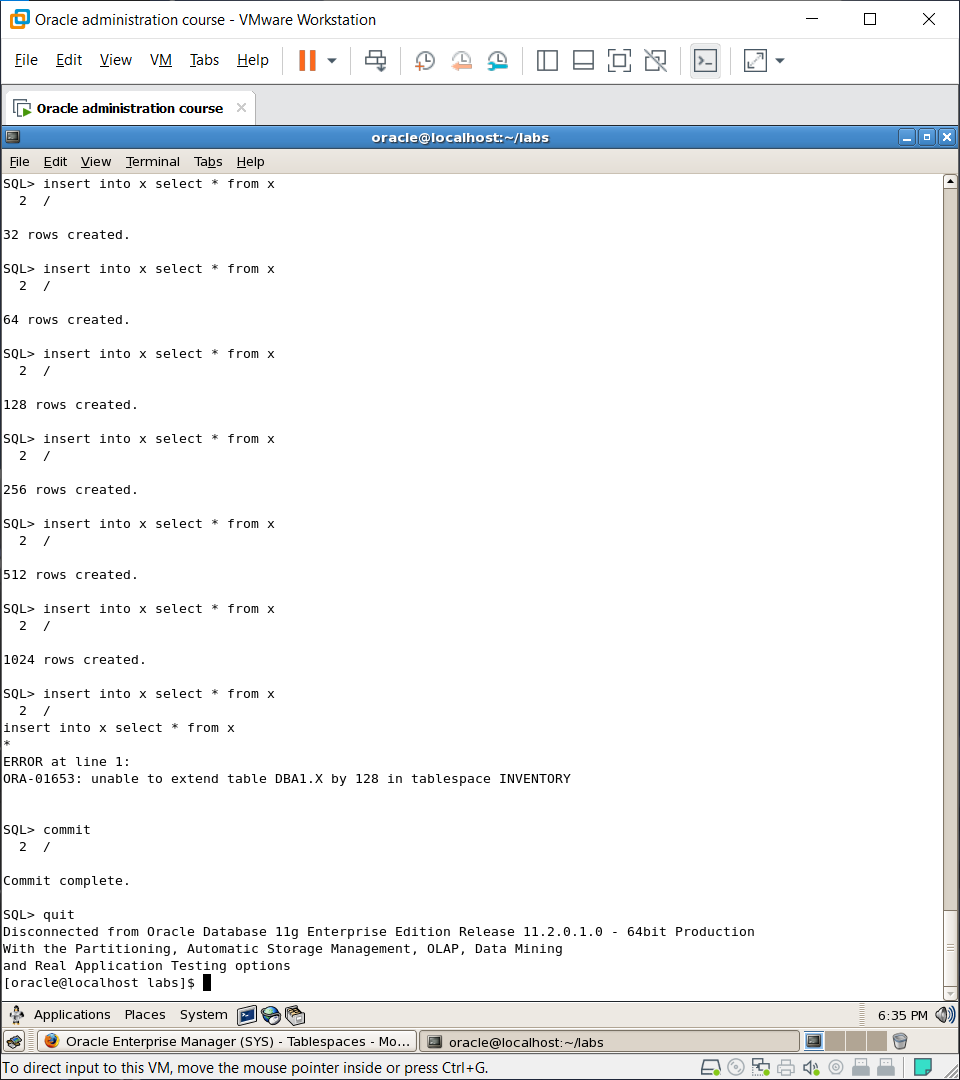 Oracle administration course - VMware Workstation
File Edit View VM Tabs Help
Oracle administration course
oracle@localhost:~/labs
File Edit View Terminal Tabs Help
SQL> insert into x select * from x
  2  /
32 rows created.
SQL> insert into x select * from x
  2  /
64 rows created.
SQL> insert into x select * from x
  2  /
128 rows created.
SQL> insert into x select * from x
  2  /
256 rows created.
SQL> insert into x select * from x
  2  /
512 rows created.
SQL> insert into x select * from x
  2  /
1024 rows created.
SQL> insert into x select * from x
  2  /
insert into x select * from x
*
ERROR at line 1:
ORA-01653: unable to extend table DBA1.X by 128 in tablespace INVENTORY
SQL> commit
  2  /
Commit complete.
SQL> quit
Disconnected from Oracle Database 11g Enterprise Edition Release 11.2.0.1.0 - 64bit Production
With the Partitioning, Automatic Storage Management, OLAP, Data Mining
and Real Application Testing options
[oracle@localhost labs]$
Applications Places System 6:35 PM
Oracle Enterprise Manager (SYS) - Tablespaces - Mo... oracle@localhost:~/labs
To direct input to this VM, move the mouse pointer inside or press Ctrl+G.